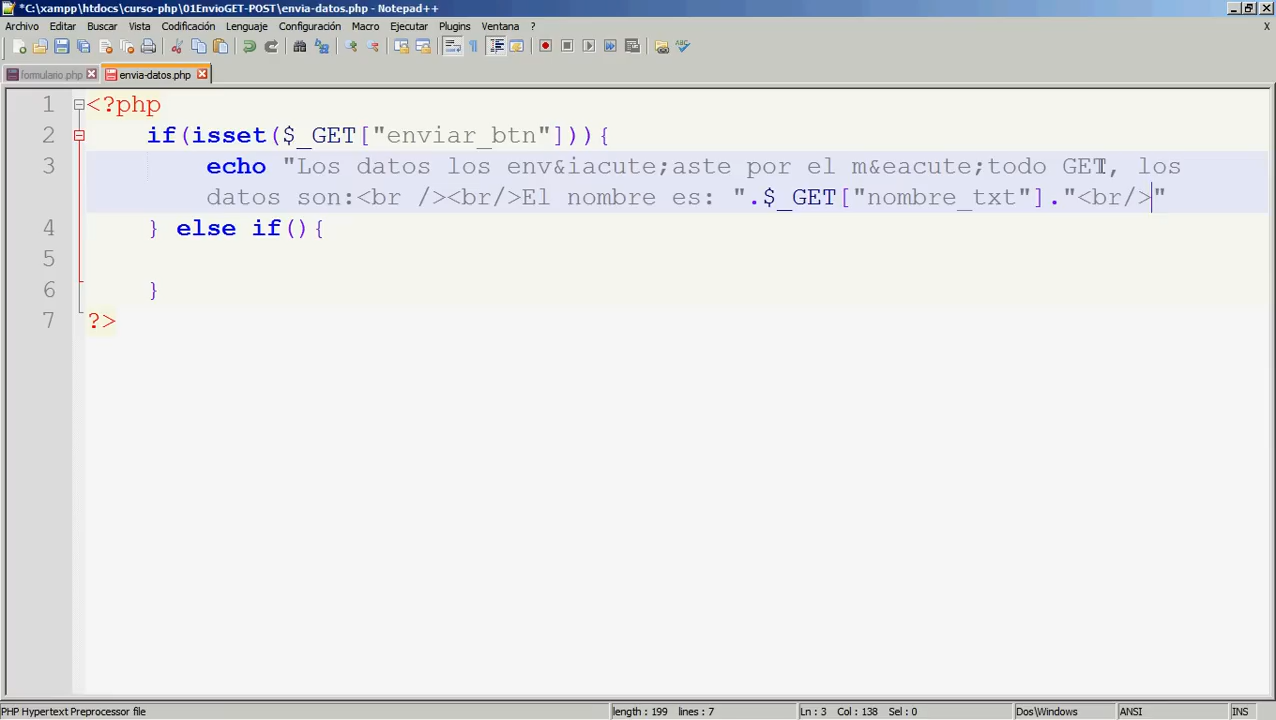 *C:\xampp\htdocs\curso-php\01EnvioGET-POST\envia-datos.php - Notepad++
Archivo Editar Buscar Vista Codificación Lenguaje Configuración Macro Ejecutar Plugins Ventana ? X
formulario.php envia-datos.php
1 <?php
2 if(isset($_GET["enviar_btn"])){
3 echo "Los datos los env&iacute;aste por el m&eacute;todo GET, los
datos son:<br /><br/>El nombre es: ".$_GET["nombre_txt"]."<br/>"
4 } else if(){
5
6 }
7 ?>
PHP Hypertext Preprocessor file length : 199 lines : 7 Ln : 3 Col : 138 Sel : 0 Dos\Windows ANSI INS